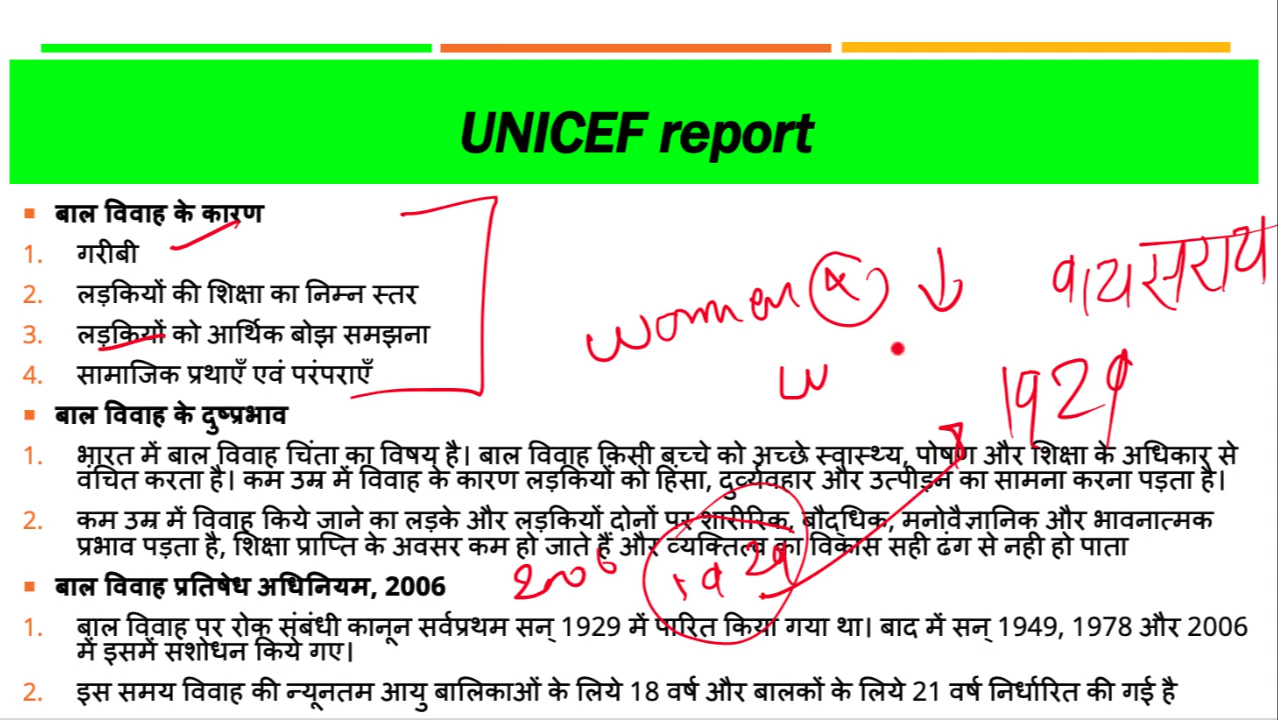 UNICEF report
▪ बाल विवाह के कारण
1. गरीबी
2. लड़कियों की शिक्षा का निम्न स्तर
3. लड़कियों को आर्थिक बोझ समझना
4. सामाजिक प्रथाएँ एवं परंपराएँ
women
वायसराय
w
1929
▪ बाल विवाह के दुष्प्रभाव
1. भारत में बाल विवाह चिंता का विषय है। बाल विवाह किसी बच्चे को अच्छे स्वास्थ्य, पोषण और शिक्षा के अधिकार से
वंचित करता है। कम उम्र में विवाह के कारण लड़कियों को हिंसा, दुर्व्यवहार और उत्पीड़न का सामना करना पड़ता है।
2. कम उम्र में विवाह किये जाने का लड़के और लड़कियों दोनों पर शारीरिक, बौद्धिक, मनोवैज्ञानिक और भावनात्मक
प्रभाव पड़ता है, शिक्षा प्राप्ति के अवसर कम हो जाते हैं और व्यक्तित्व का विकास सही ढंग से नही हो पाता
2006
1929
▪ बाल विवाह प्रतिषेध अधिनियम, 2006
1. बाल विवाह पर रोक संबंधी कानून सर्वप्रथम सन् 1929 में पारित किया गया था। बाद में सन् 1949, 1978 और 2006
में इसमें संशोधन किये गए।
2. इस समय विवाह की न्यूनतम आयु बालिकाओं के लिये 18 वर्ष और बालकों के लिये 21 वर्ष निर्धारित की गई है